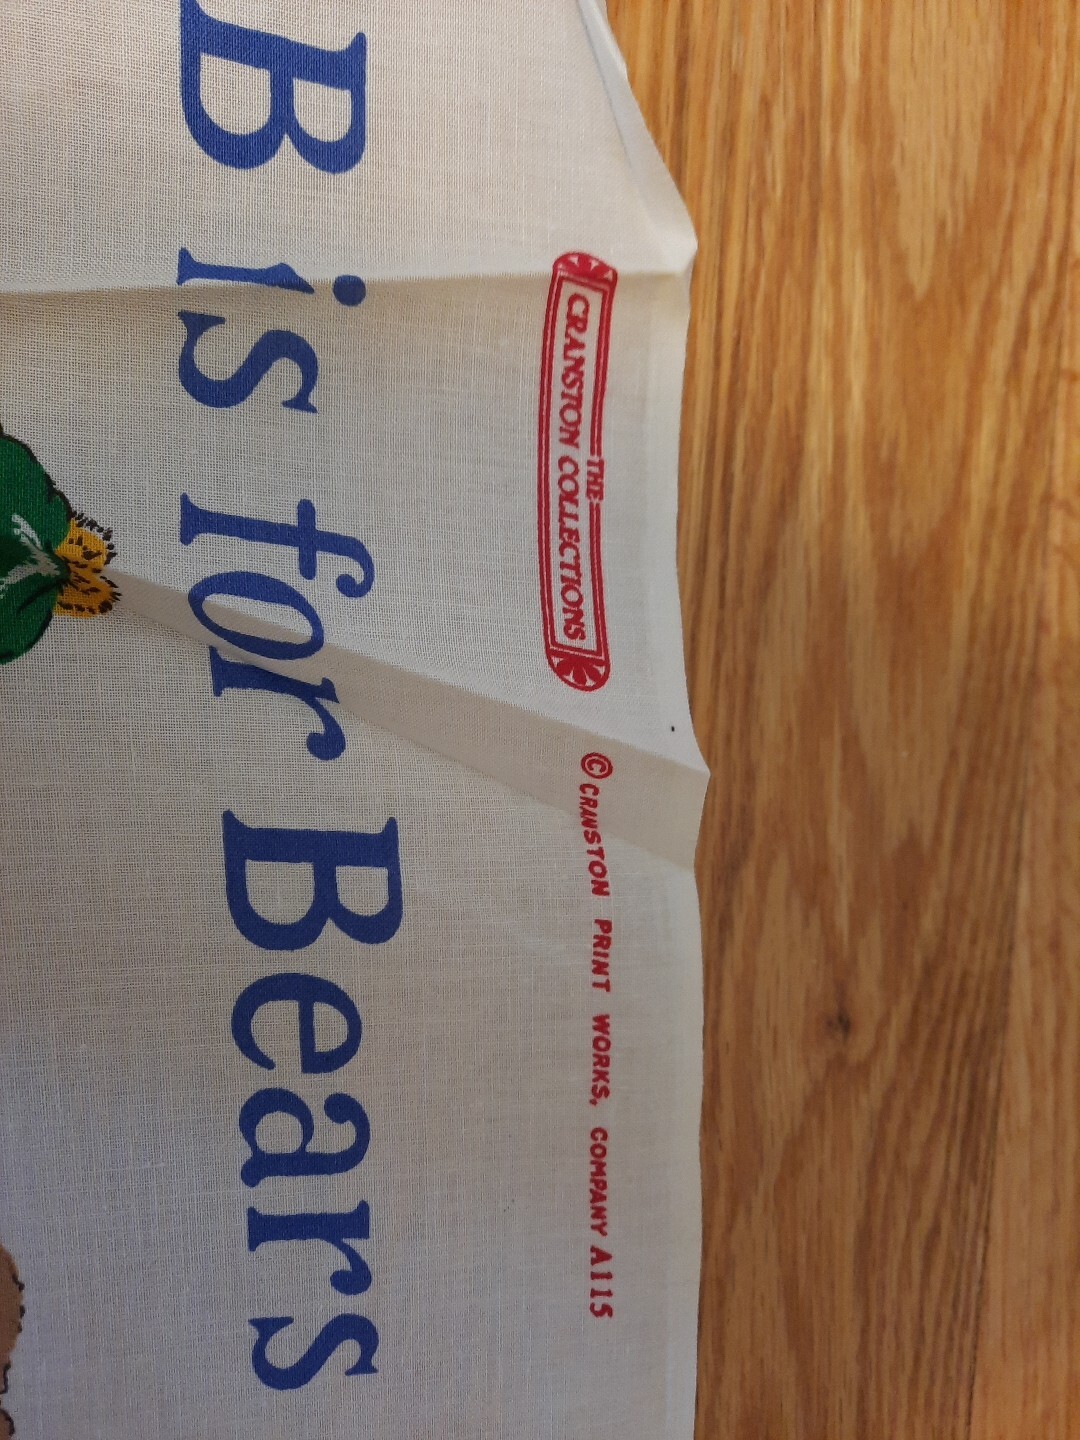 THE
CRANSTON COLLECTIONS
© CRANSTON PRINT WORKS, COMPANY A115
B is for Bears